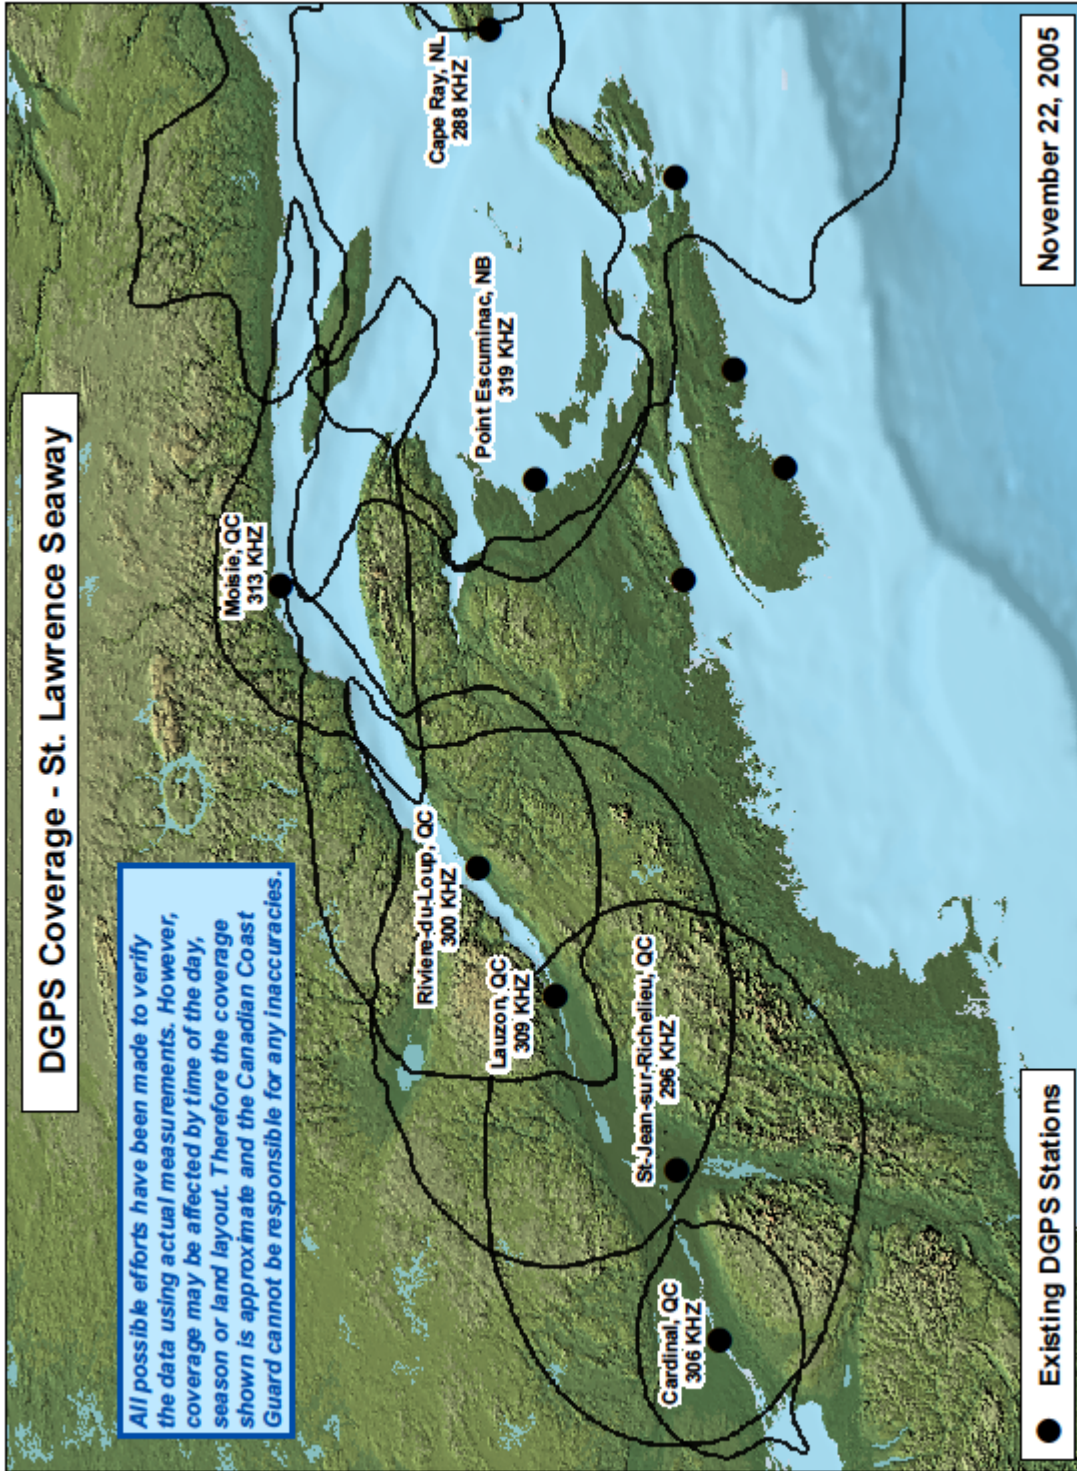 DGPS Coverage - St. Lawrence Seaway
All possible efforts have been made to verify
the data using actual measurements. However,
coverage may be affected by time of the day,
season or land layout. Therefore the coverage
shown is approximate and the Canadian Coast
Guard cannot be responsible for any inaccuracies.
Moisie, QC
313 KHZ
Cape Ray, NL
288 KHZ
Riviere-du-Loup, QC
300 KHZ
Point Escuminac, NB
319 KHZ
Lauzon, QC
309 KHZ
St-Jean-sur-Richelieu, QC
296 KHZ
Cardinal, QC
306 KHZ
Existing DGPS Stations
November 22, 2005